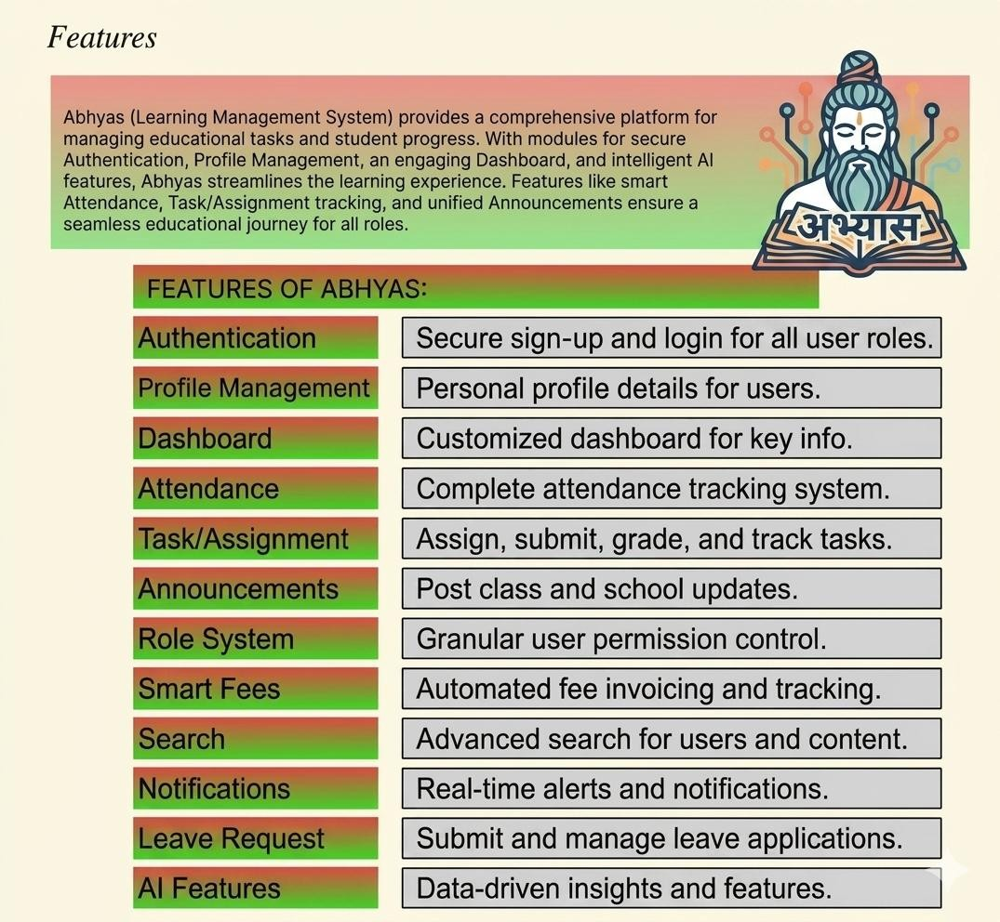 Features
Abhyas (Learning Management System) provides a comprehensive platform for
managing educational tasks and student progress. With modules for secure
Authentication, Profile Management, an engaging Dashboard, and intelligent AI
features, Abhyas streamlines the learning experience. Features like smart
Attendance, Task/Assignment tracking, and unified Announcements ensure a
seamless educational journey for all roles.
अभ्यास
FEATURES OF ABHYAS:
Authentication Secure sign-up and login for all user roles.
Profile Management Personal profile details for users.
Dashboard Customized dashboard for key info.
Attendance Complete attendance tracking system.
Task/Assignment Assign, submit, grade, and track tasks.
Announcements Post class and school updates.
Role System Granular user permission control.
Smart Fees Automated fee invoicing and tracking.
Search Advanced search for users and content.
Notifications Real-time alerts and notifications.
Leave Request Submit and manage leave applications.
AI Features Data-driven insights and features.